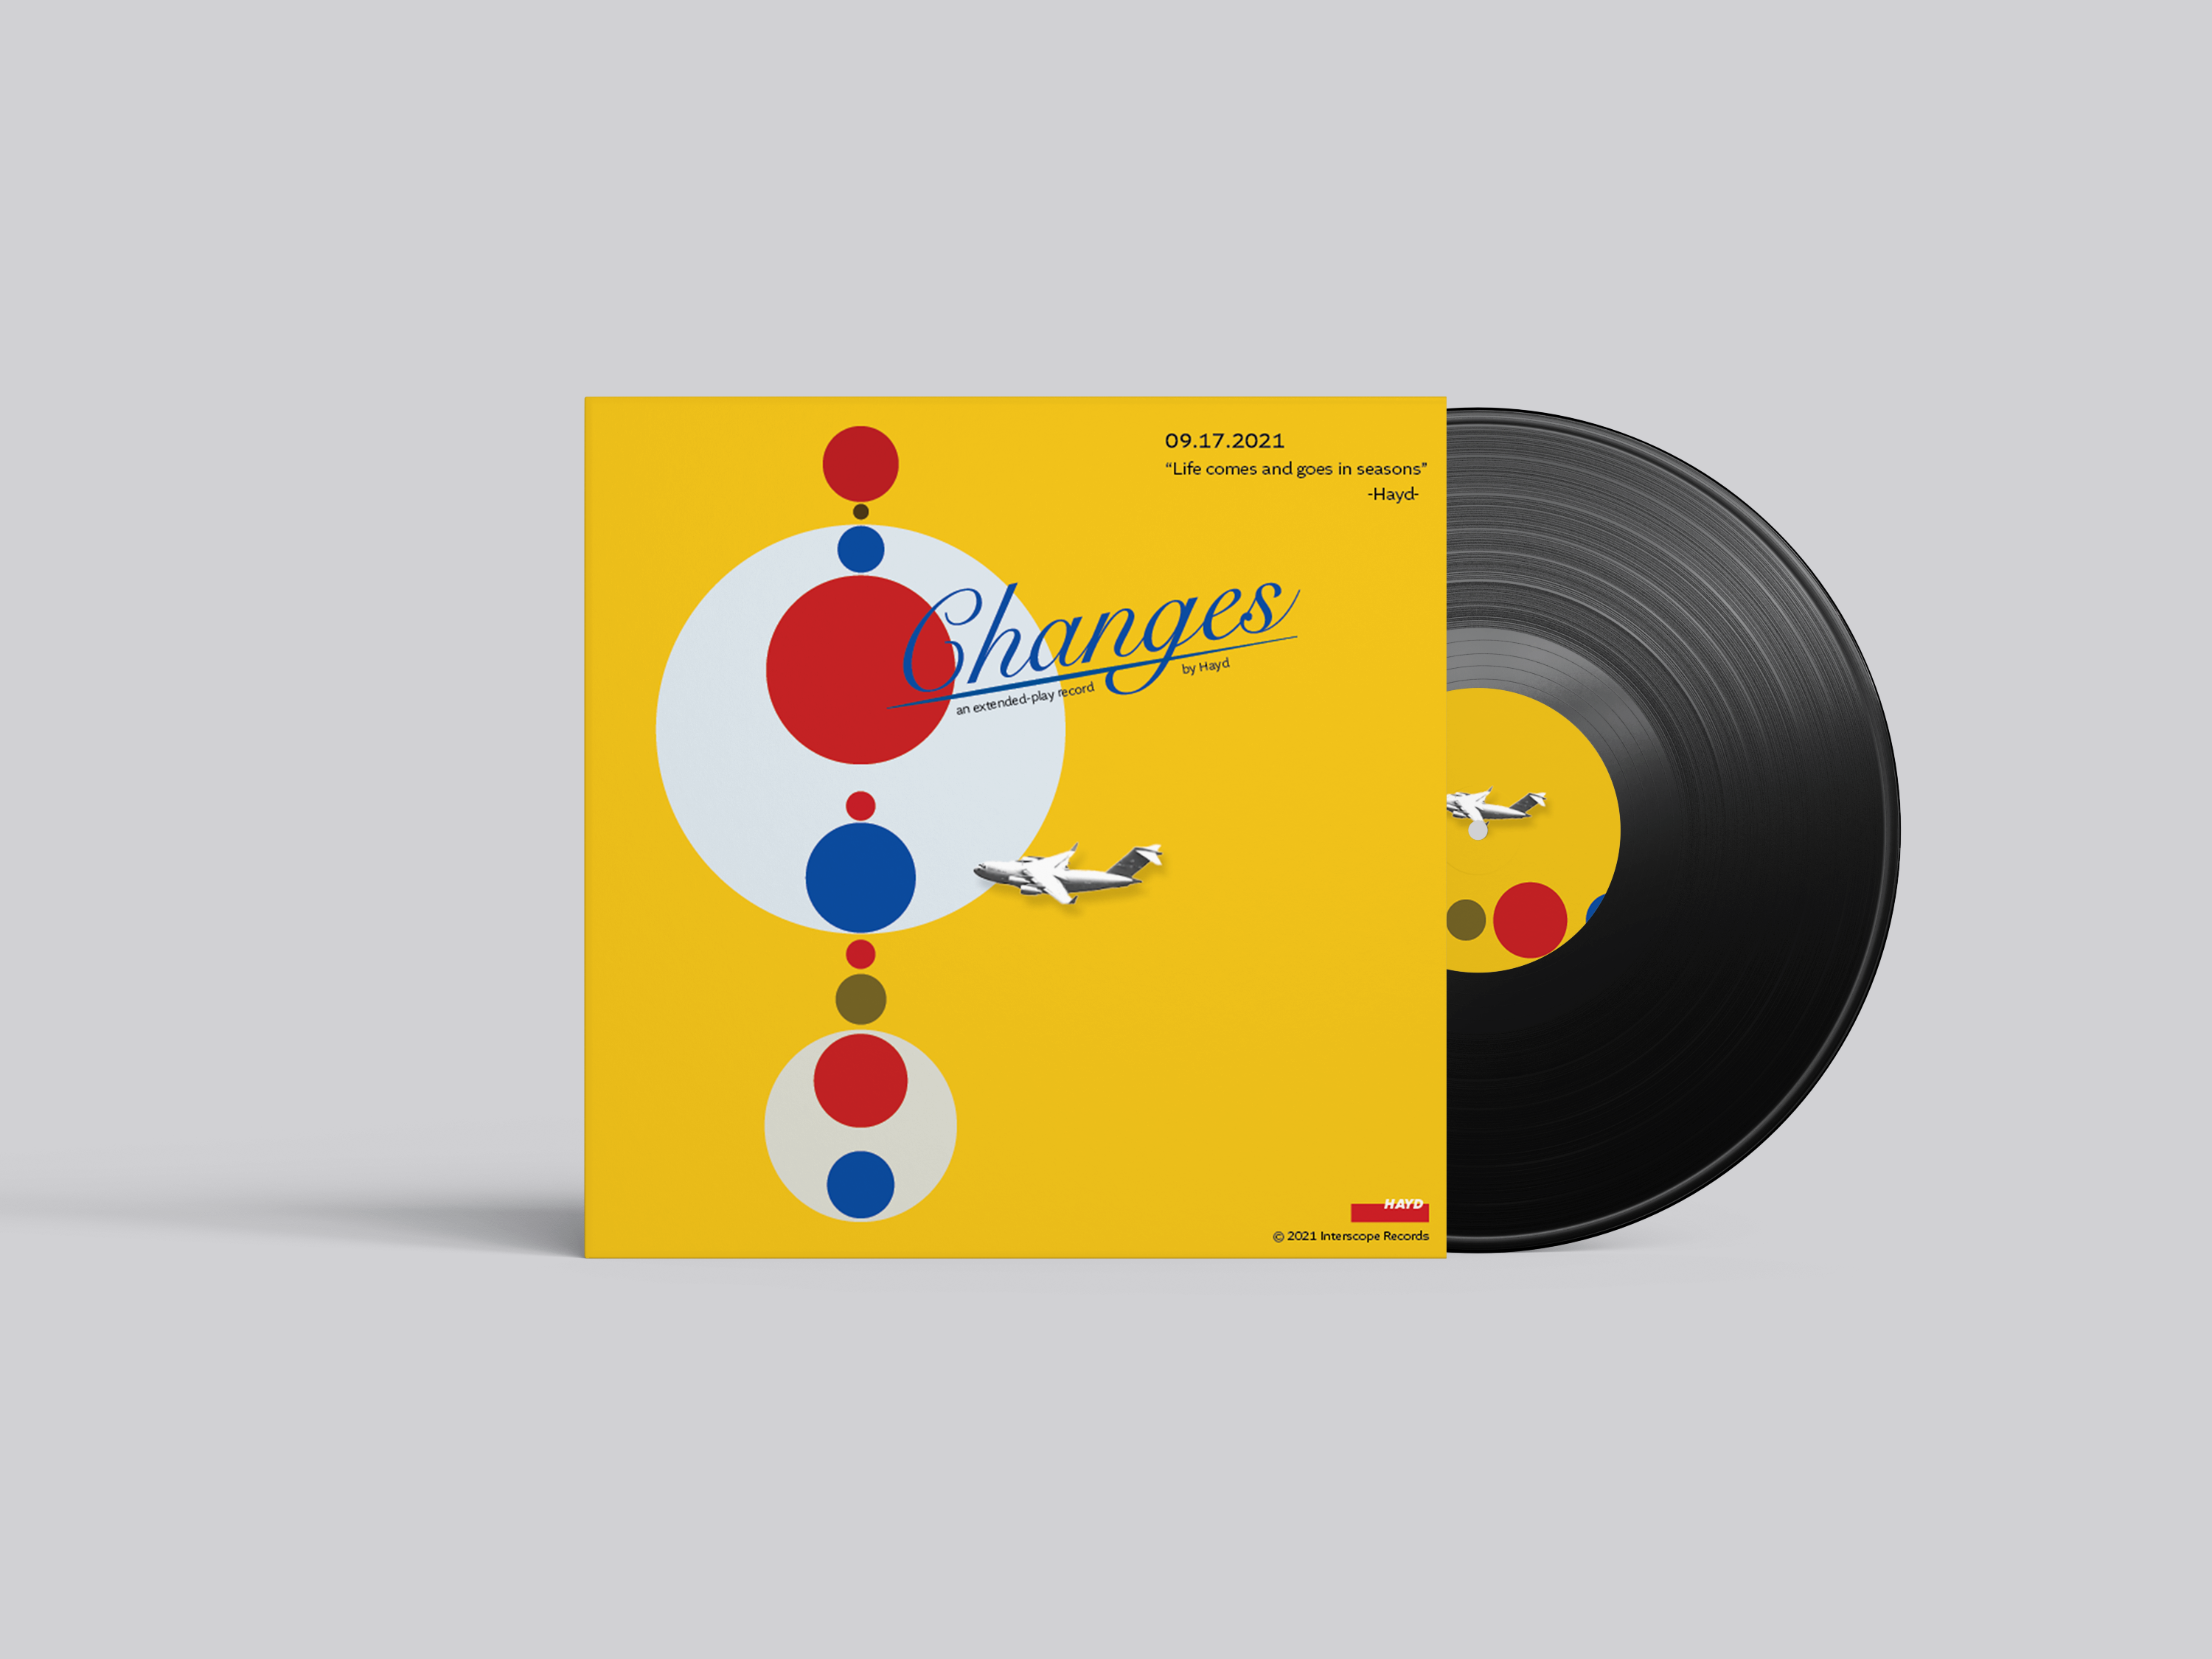 09.17.2021
“Life comes and goes in seasons”
-Hayd-
Changes
an extended-play record
by Hayd
HAYD
© 2021 Interscope Records